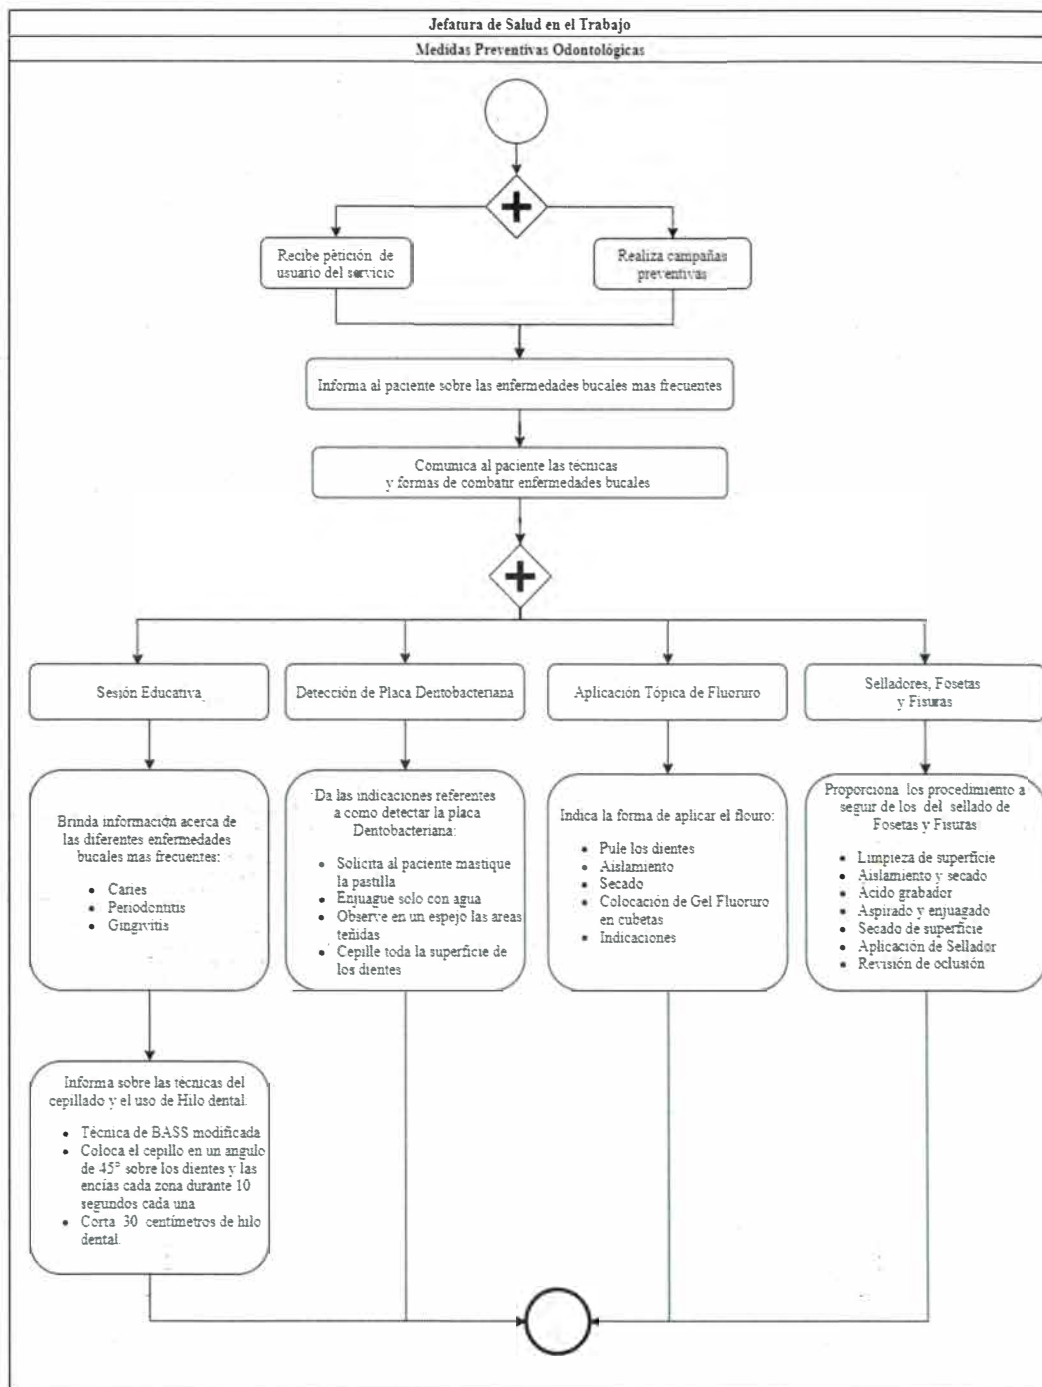 Jefatura de Salud en el Trabajo
Medidas Preventivas Odontológicas
Recibe petición de
usuario del servicio
Realiza campañas
preventivas
Informa al paciente sobre las enfermedades bucales mas frecuentes
Comunica al paciente las técnicas
y formas de combatir enfermedades bucales
Sesión Educativa
Detección de Placa Dentobacteriana
Aplicación Tópica de Fluoruro
Selladores, Fosetas
y Fisuras
Brinda información acerca de
las diferentes enfermedades
bucales mas frecuentes:
• Caries
• Periodontitis
• Gingivitis
Da las indicaciones referentes
a como detectar la placa
Dentobacteriana:
• Solicita al paciente mastique
la pastilla
• Enjuague solo con agua
• Observe en un espejo las areas
teñidas
• Cepille toda la superficie de
los dientes
Indica la forma de aplicar el flouro:
• Pule los dientes
• Aislamiento
• Secado
• Colocación de Gel Fluoruro
en cubetas
• Indicaciones
Proporciona los procedimiento a
seguir de los del sellado de
Fosetas y Fisuras
• Limpieza de superficie
• Aislamiento y secado
• Ácido grabador
• Aspirado y enjuagado
• Secado de superficie
• Aplicación de Sellador
• Revisión de oclusión
Informa sobre las técnicas del
cepillado y el uso de Hilo dental.
• Técnica de BASS modificada
• Coloca el cepillo en un angulo
de 45° sobre los dientes y las
encías cada zona durante 10
segundos cada una
• Corta 30 centímetros de hilo
dental.